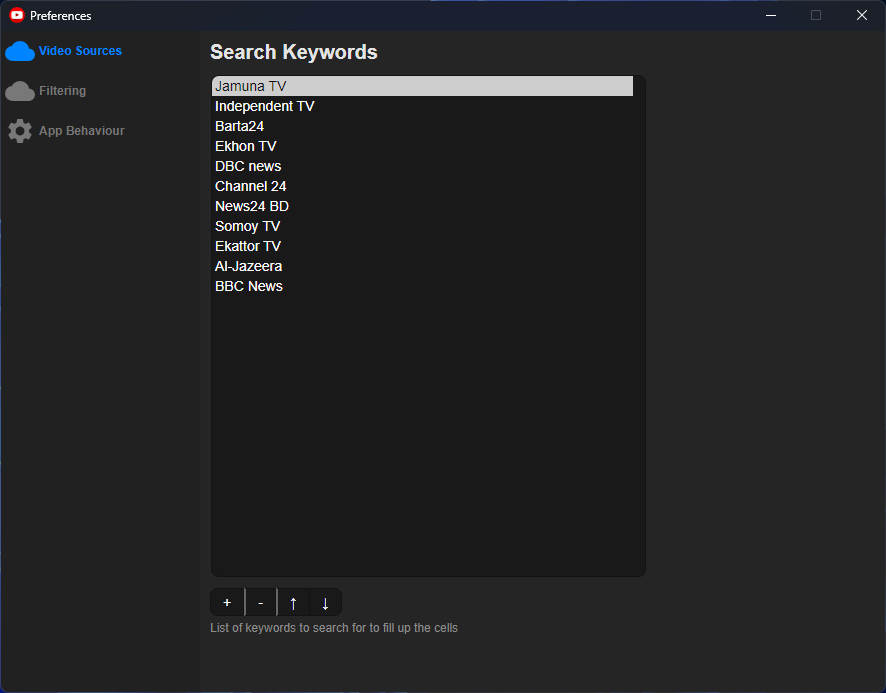 Preferences
Video Sources
Filtering
App Behaviour
Search Keywords
Jamuna TV
Independent TV
Barta24
Ekhon TV
DBC news
Channel 24
News24 BD
Somoy TV
Ekattor TV
Al-Jazeera
BBC News
+ - ↑ ↓
List of keywords to search for to fill up the cells